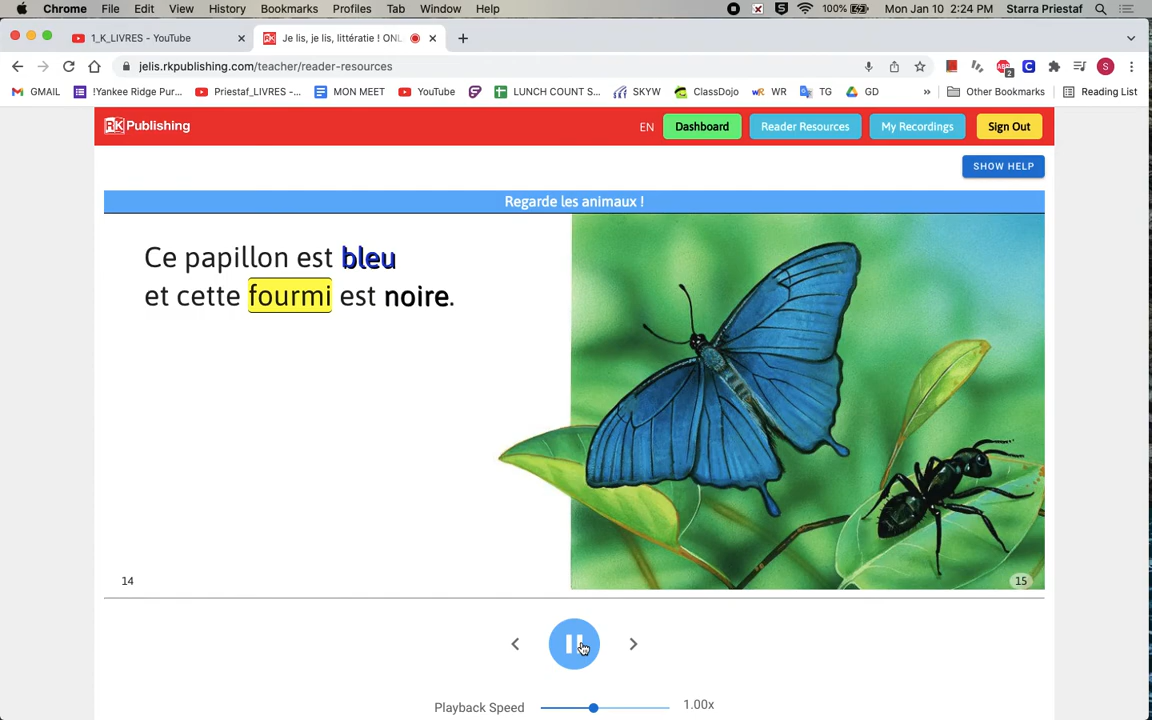 Chrome File Edit View History Bookmarks Profiles Tab Window Help 100% Mon Jan 10 2:24 PM Starra Priestaf
1_K_LIVRES - YouTube Je lis, je lis, littératie ! ONL
jelis.rkpublishing.com/teacher/reader-resources
GMAIL !Yankee Ridge Pur... Priestaf_LIVRES -... MON MEET YouTube LUNCH COUNT S... SKYW ClassDojo WR TG GD » Other Bookmarks Reading List
RK Publishing EN Dashboard Reader Resources My Recordings Sign Out
SHOW HELP
Regarde les animaux !
Ce papillon est bleu
et cette fourmi est noire.
14 15
Playback Speed 1.00x